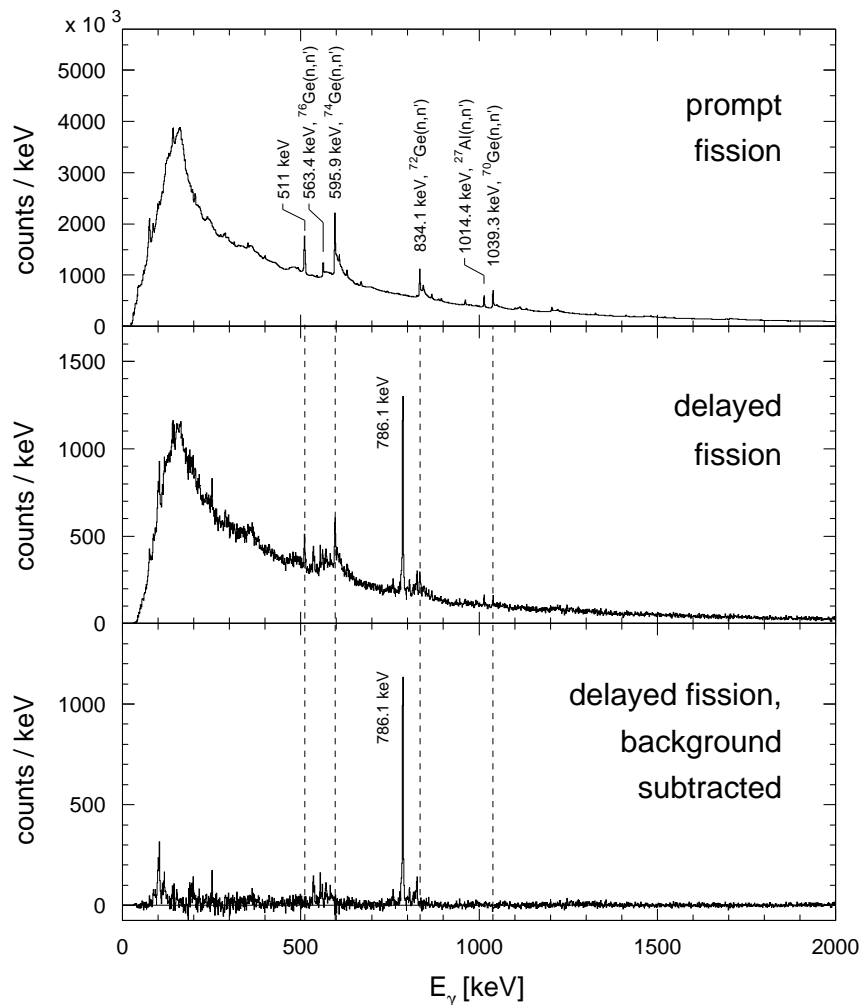 x 10 3
5000
4000
3000
2000
1000
0
counts / keV
511 keV
563.4 keV, 76Ge(n,n')
595.9 keV, 74Ge(n,n')
834.1 keV, 72Ge(n,n')
1014.4 keV, 27Al(n,n')
1039.3 keV, 70Ge(n,n')
prompt
fission
1500
1000
500
0
counts / keV
786.1 keV
delayed
fission
1000
500
0
counts / keV
786.1 keV
delayed fission,
background
subtracted
0 500 1000 1500 2000
Eγ [keV]